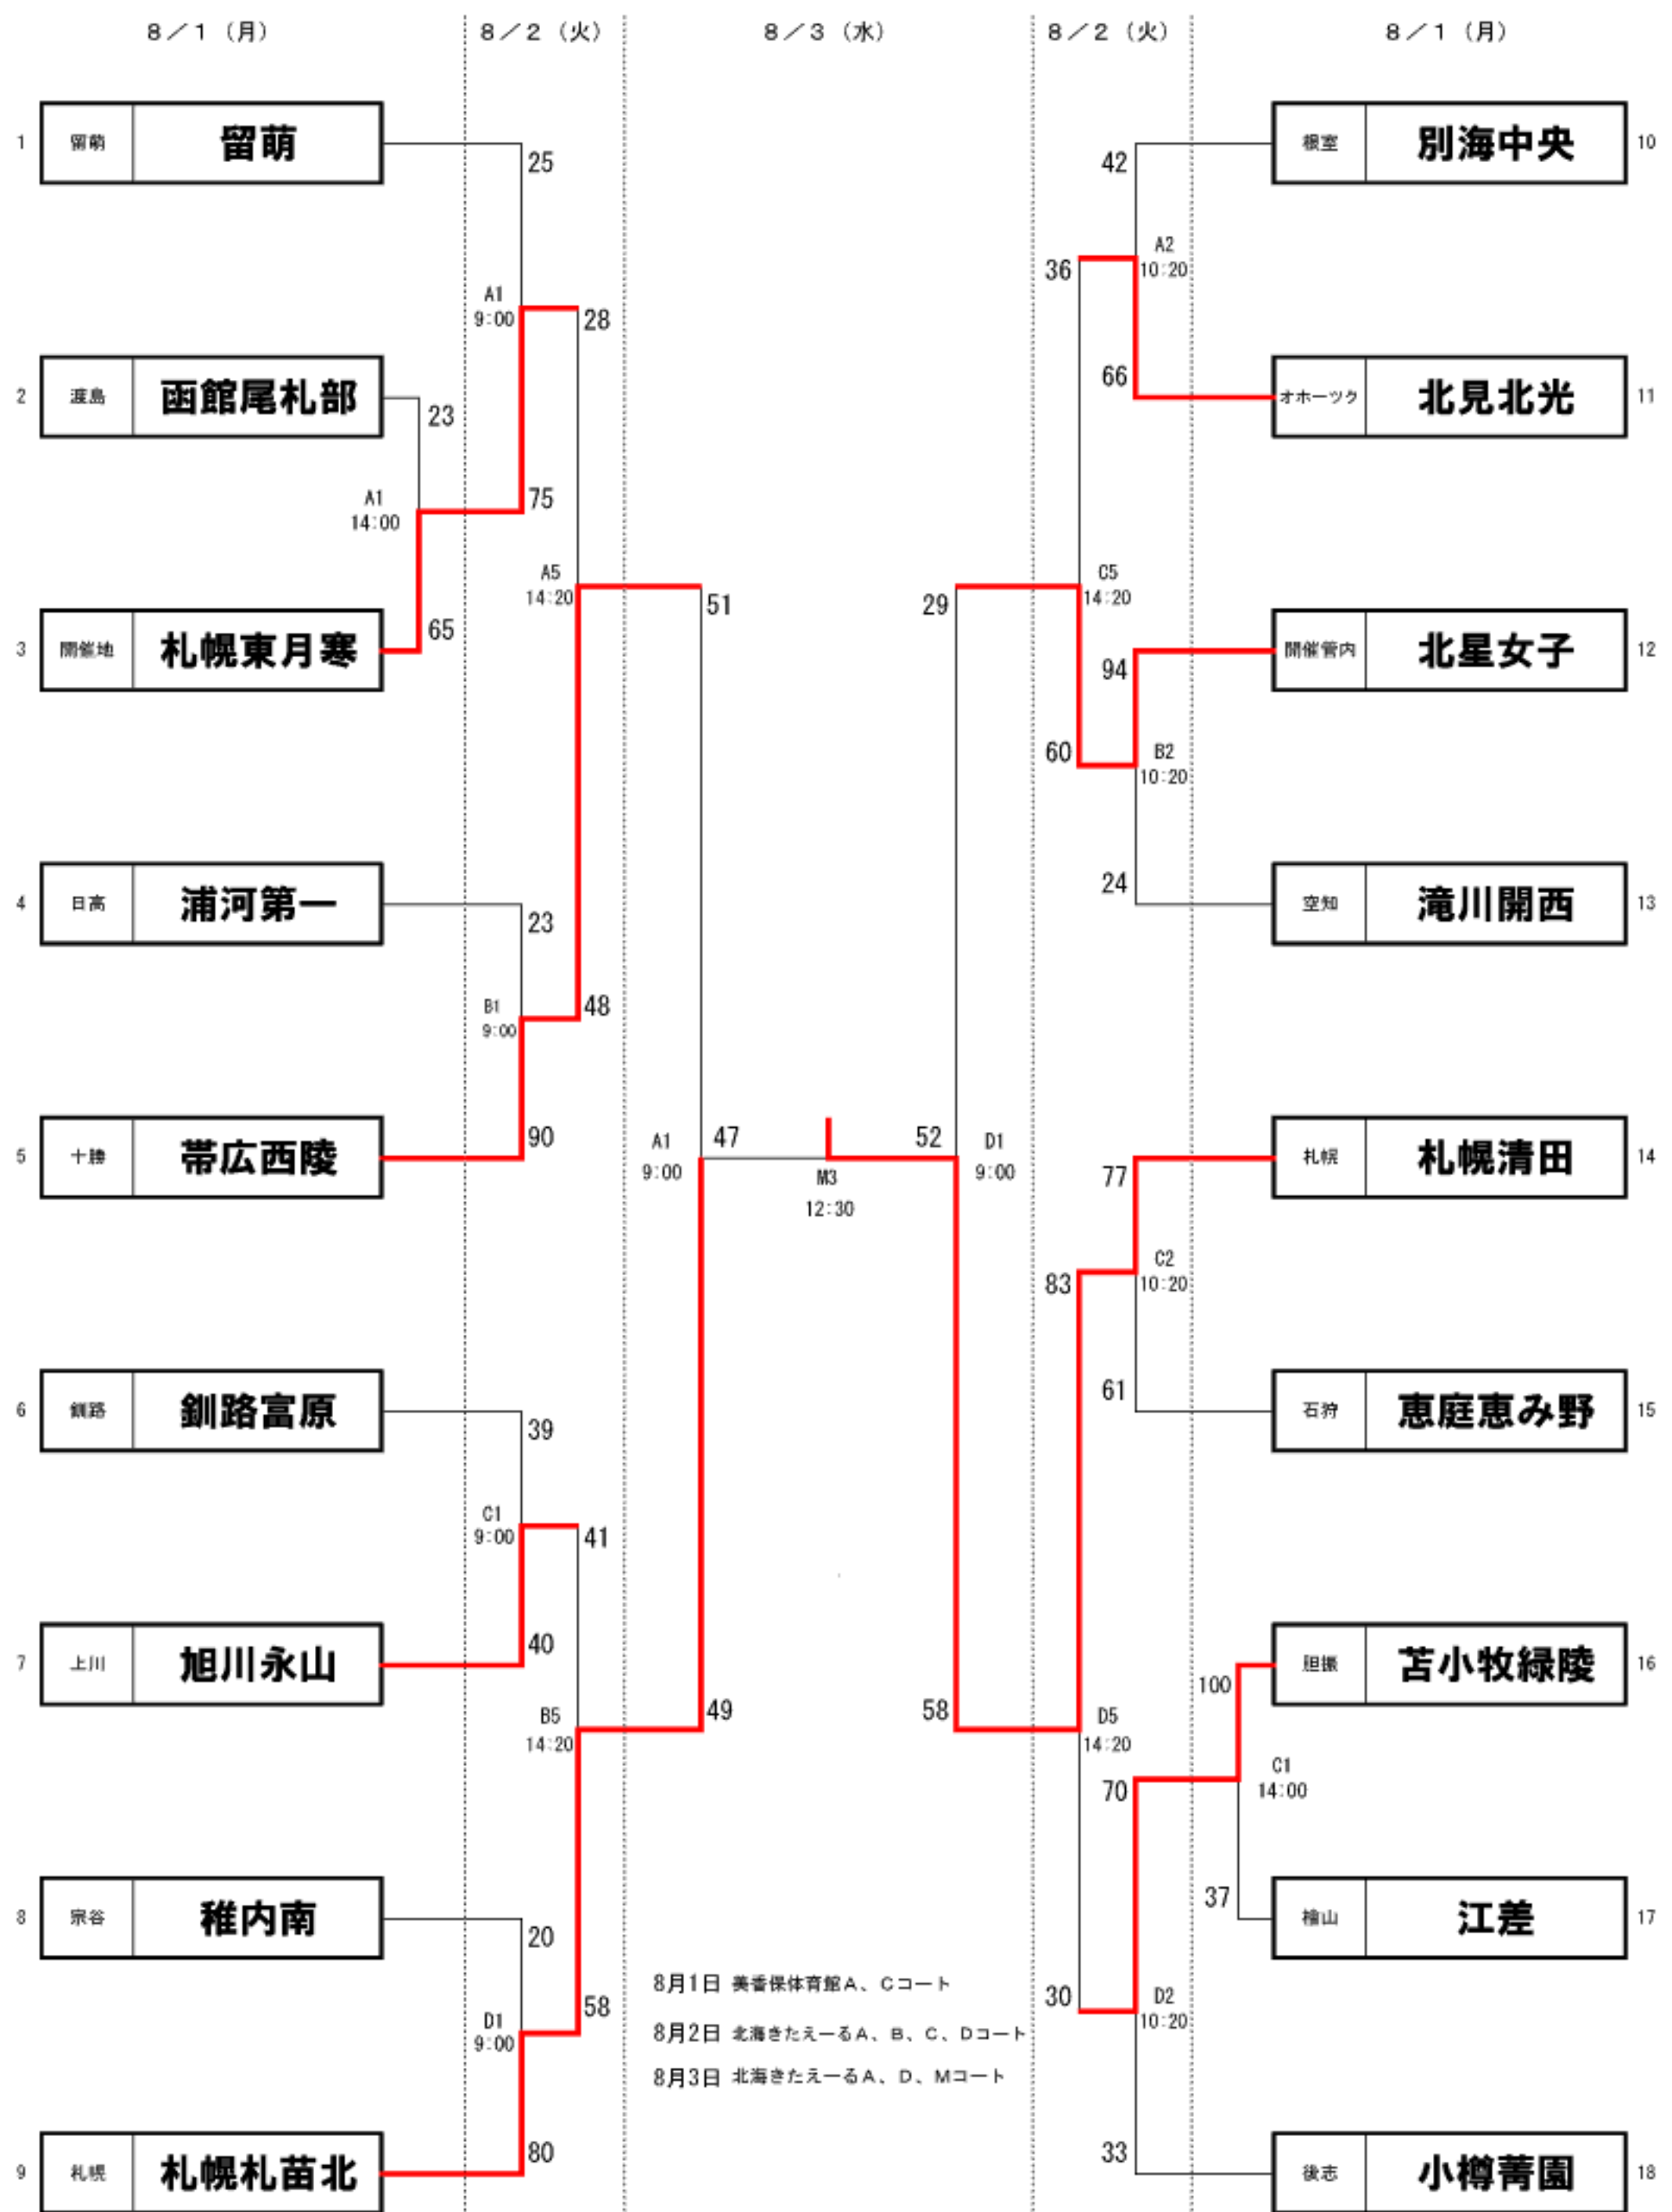 8／1（月）
8／2（火）
8／3（水）
8／2（火）
8／1（月）
1 留萌 留萌
25
A1
9:00
28
2 渡島 函館尾札部
23
75
A1
14:00
A5
14:20
51
3 開催地 札幌東月寒
65
4 日高 浦河第一
23
B1
9:00
48
5 十勝 帯広西陵
90
A1
9:00
47
M3
12:30
6 釧路 釧路富原
39
C1
9:00
41
7 上川 旭川永山
40
B5
14:20
49
8 宗谷 稚内南
20
D1
9:00
58
9 札幌 札幌札苗北
80
42
根室 別海中央 10
A2
10:20
36
66
オホーツク 北見北光 11
29
C5
14:20
94
開催管内 北星女子 12
60
B2
10:20
24
空知 滝川開西 13
52
D1
9:00
77
札幌 札幌清田 14
83
C2
10:20
61
石狩 恵庭恵み野 15
100
胆振 苫小牧緑陵 16
58
D5
14:20
70
C1
14:00
37
檜山 江差 17
30
D2
10:20
33
後志 小樽菁園 18
8月1日 美香保体育館A、Cコート
8月2日 北海きたえーるA、B、C、Dコート
8月3日 北海きたえーるA、D、Mコート